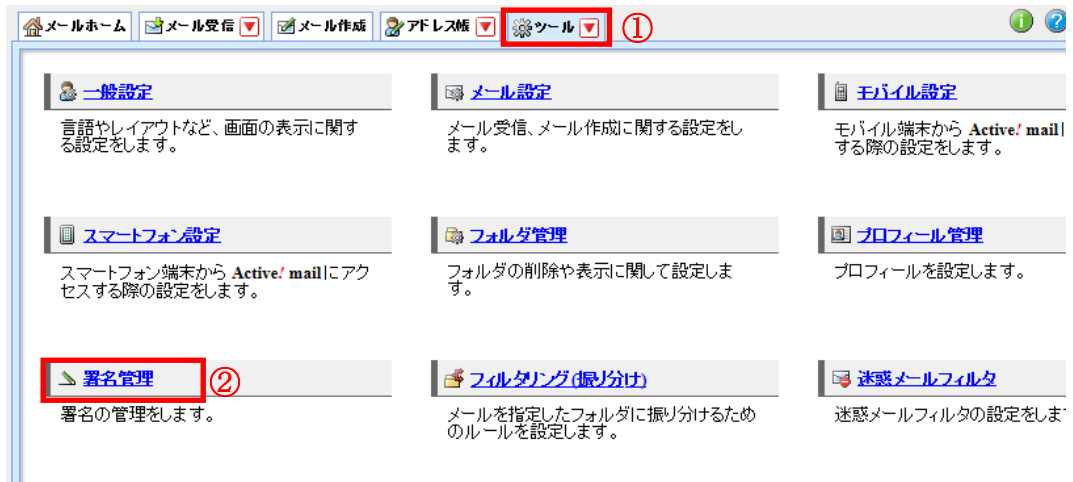 メールホーム メール受信 メール作成 アドレス帳 ツール ①
一般設定 メール設定 モバイル設定
言語やレイアウトなど、画面の表示に関す メール受信、メール作成に関する設定をし モバイル端末から Active! mail
る設定をします。 ます。 する際の設定をします。
スマートフォン設定 フォルダ管理 プロフィール管理
スマートフォン端末から Active! mailにアク フォルダの削除や表示に関して設定しま プロフィールを設定します。
セスする際の設定をします。 す。
署名管理 ② フィルタリング(振り分け) 迷惑メールフィルタ
署名の管理をします。 メールを指定したフォルダに振り分けるため 迷惑メールフィルタの設定をしま
のルールを設定します。